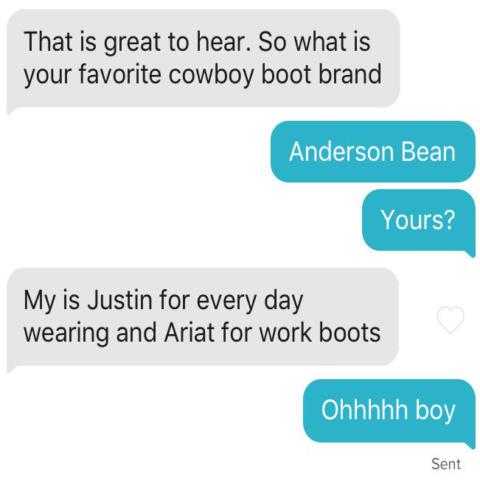 That is great to hear. So what is
your favorite cowboy boot brand
Anderson Bean
Yours?
My is Justin for every day
wearing and Ariat for work boots
Ohhhhh boy
Sent